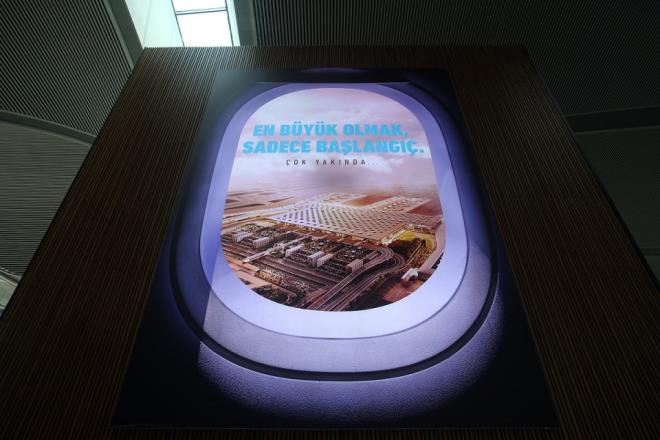 EN BÜYÜK OLMAK,
SADECE BAŞLANGIÇ.
ÇOK YAKINDA...